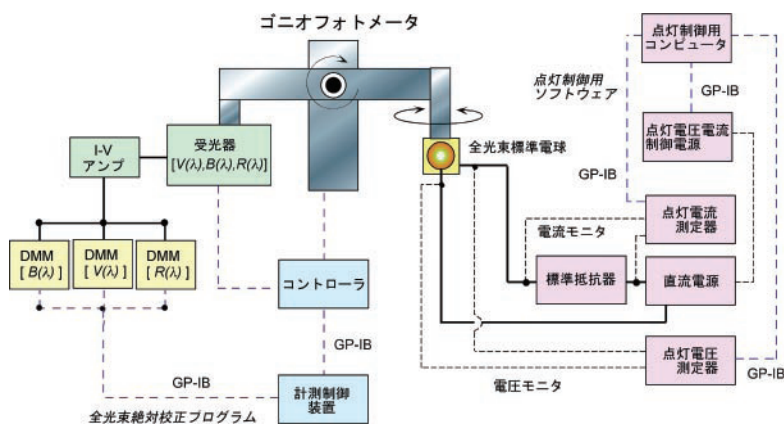 ゴニオフォトメータ
点灯制御用
コンピュータ
点灯制御用
ソフトウェア
GP-IB
I-V
アンプ
受光器
[V(λ),B(λ),R(λ)]
全光束標準電球
点灯電圧電流
制御電源
GP-IB
点灯電流
測定器
電流モニタ
DMM
[ B(λ) ]
DMM
[ V(λ) ]
DMM
[ R(λ) ]
コントローラ
標準抵抗器
直流電源
GP-IB
点灯電圧
測定器
GP-IB
電圧モニタ
GP-IB
計測制御
装置
全光束絶対校正プログラム